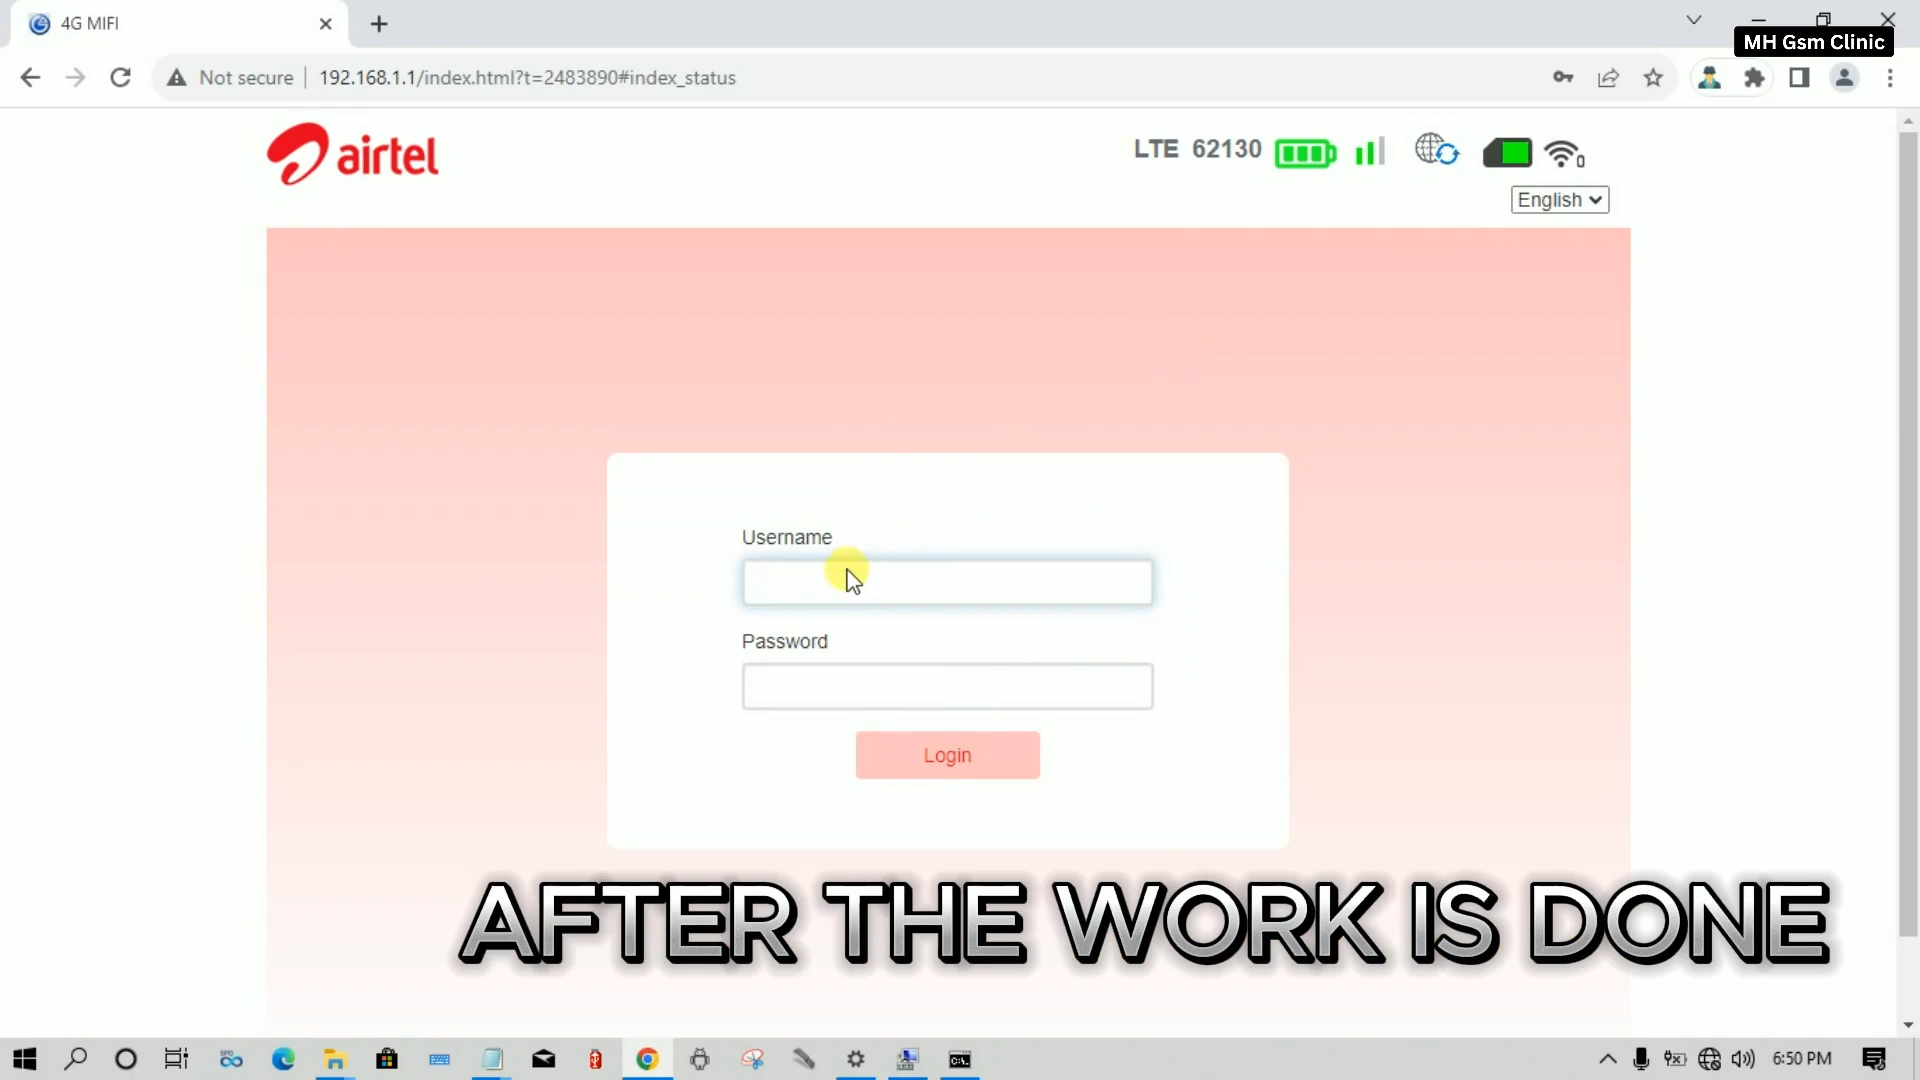 4G MIFI
MH Gsm Clinic
Not secure
192.168.1.1/index.html?t=2483890#index_status
airtel
LTE 62130
0
English
Username
Password
Login
AFTER THE WORK IS DONE
6:50 PM